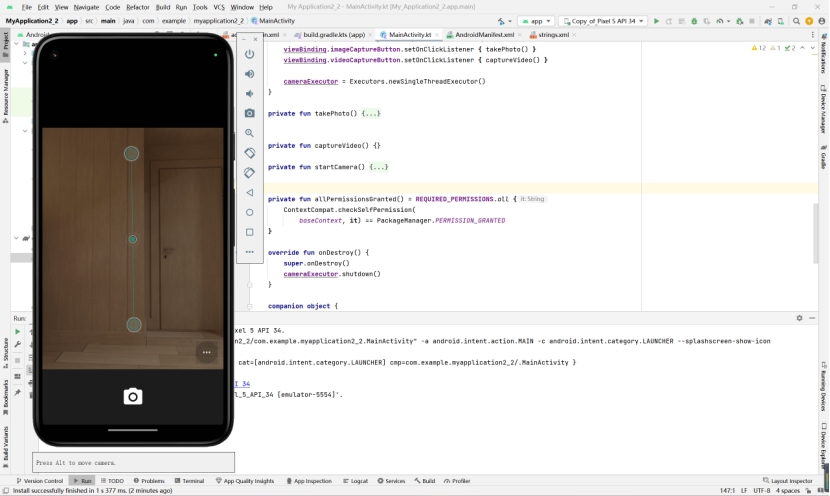 File Edit View Navigate Code Refactor Build Run Tools VCS Window Help My Application2_2 - MainActivity.kt [My_Application2_2.app.main]
MyApplication2_2 app src main java com example myapplication2_2 MainActivity app Copy_of_Pixel 5 API 34
Android build.gradle.kts (app) MainActivity.kt AndroidManifest.xml strings.xml
12 1 2
viewBinding.imageCaptureButton.setOnClickListener { takePhoto() }
viewBinding.videoCaptureButton.setOnClickListener { captureVideo() }
cameraExecutor = Executors.newSingleThreadExecutor()
}
private fun takePhoto() {...}
private fun captureVideo() {}
private fun startCamera() {...}
private fun allPermissionsGranted() = REQUIRED_PERMISSIONS.all { it: String
ContextCompat.checkSelfPermission(
baseContext, it) == PackageManager.PERMISSION_GRANTED
}
override fun onDestroy() {
super.onDestroy()
cameraExecutor.shutdown()
}
companion object {
Project
Resource Manager
Structure
Bookmarks
Build Variants
Notifications
Device Manager
Gradle
Running Devices
Device Explorer
Run:
xel 5 API 34.
n2_2/com.example.myapplication2_2.MainActivity" -a android.intent.action.MAIN -c android.intent.category.LAUNCHER --splashscreen-show-icon
cat=[android.intent.category.LAUNCHER] cmp=com.example.myapplication2_2/.MainActivity }
I_34
l_5_API_34 [emulator-5554]'.
Press Alt to move camera.
Version Control Run TODO Problems Terminal App Quality Insights App Inspection Logcat Services Build Profiler Layout Inspector
Install successfully finished in 1 s 377 ms. (2 minutes ago) 147:1 LF UTF-8 4 spaces